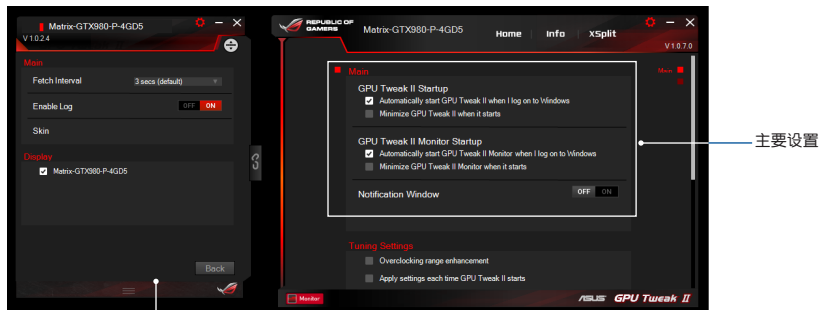 Matrix-GTX980-P-4GD5
V 1.0.2.4
Main
Fetch Interval
3 secs (default)
Enable Log
OFF ON
Skin
Display
Matrix-GTX980-P-4GD5
Back
REPUBLIC OF
GAMERS
Matrix-GTX980-P-4GD5
Home
Info
XSplit
V 1.0.7.0
Main
Main
GPU Tweak II Startup
Automatically start GPU Tweak II when I log on to Windows
Minimize GPU Tweak II when it starts
GPU Tweak II Monitor Startup
Automatically start GPU Tweak II Monitor when I log on to Windows
Minimize GPU Tweak II Monitor when it starts
Notification Window
OFF ON
Tuning Settings
Overclocking range enhancement
Apply settings each time GPU Tweak II starts
Monitor
ASUS GPU Tweak II
主要设置